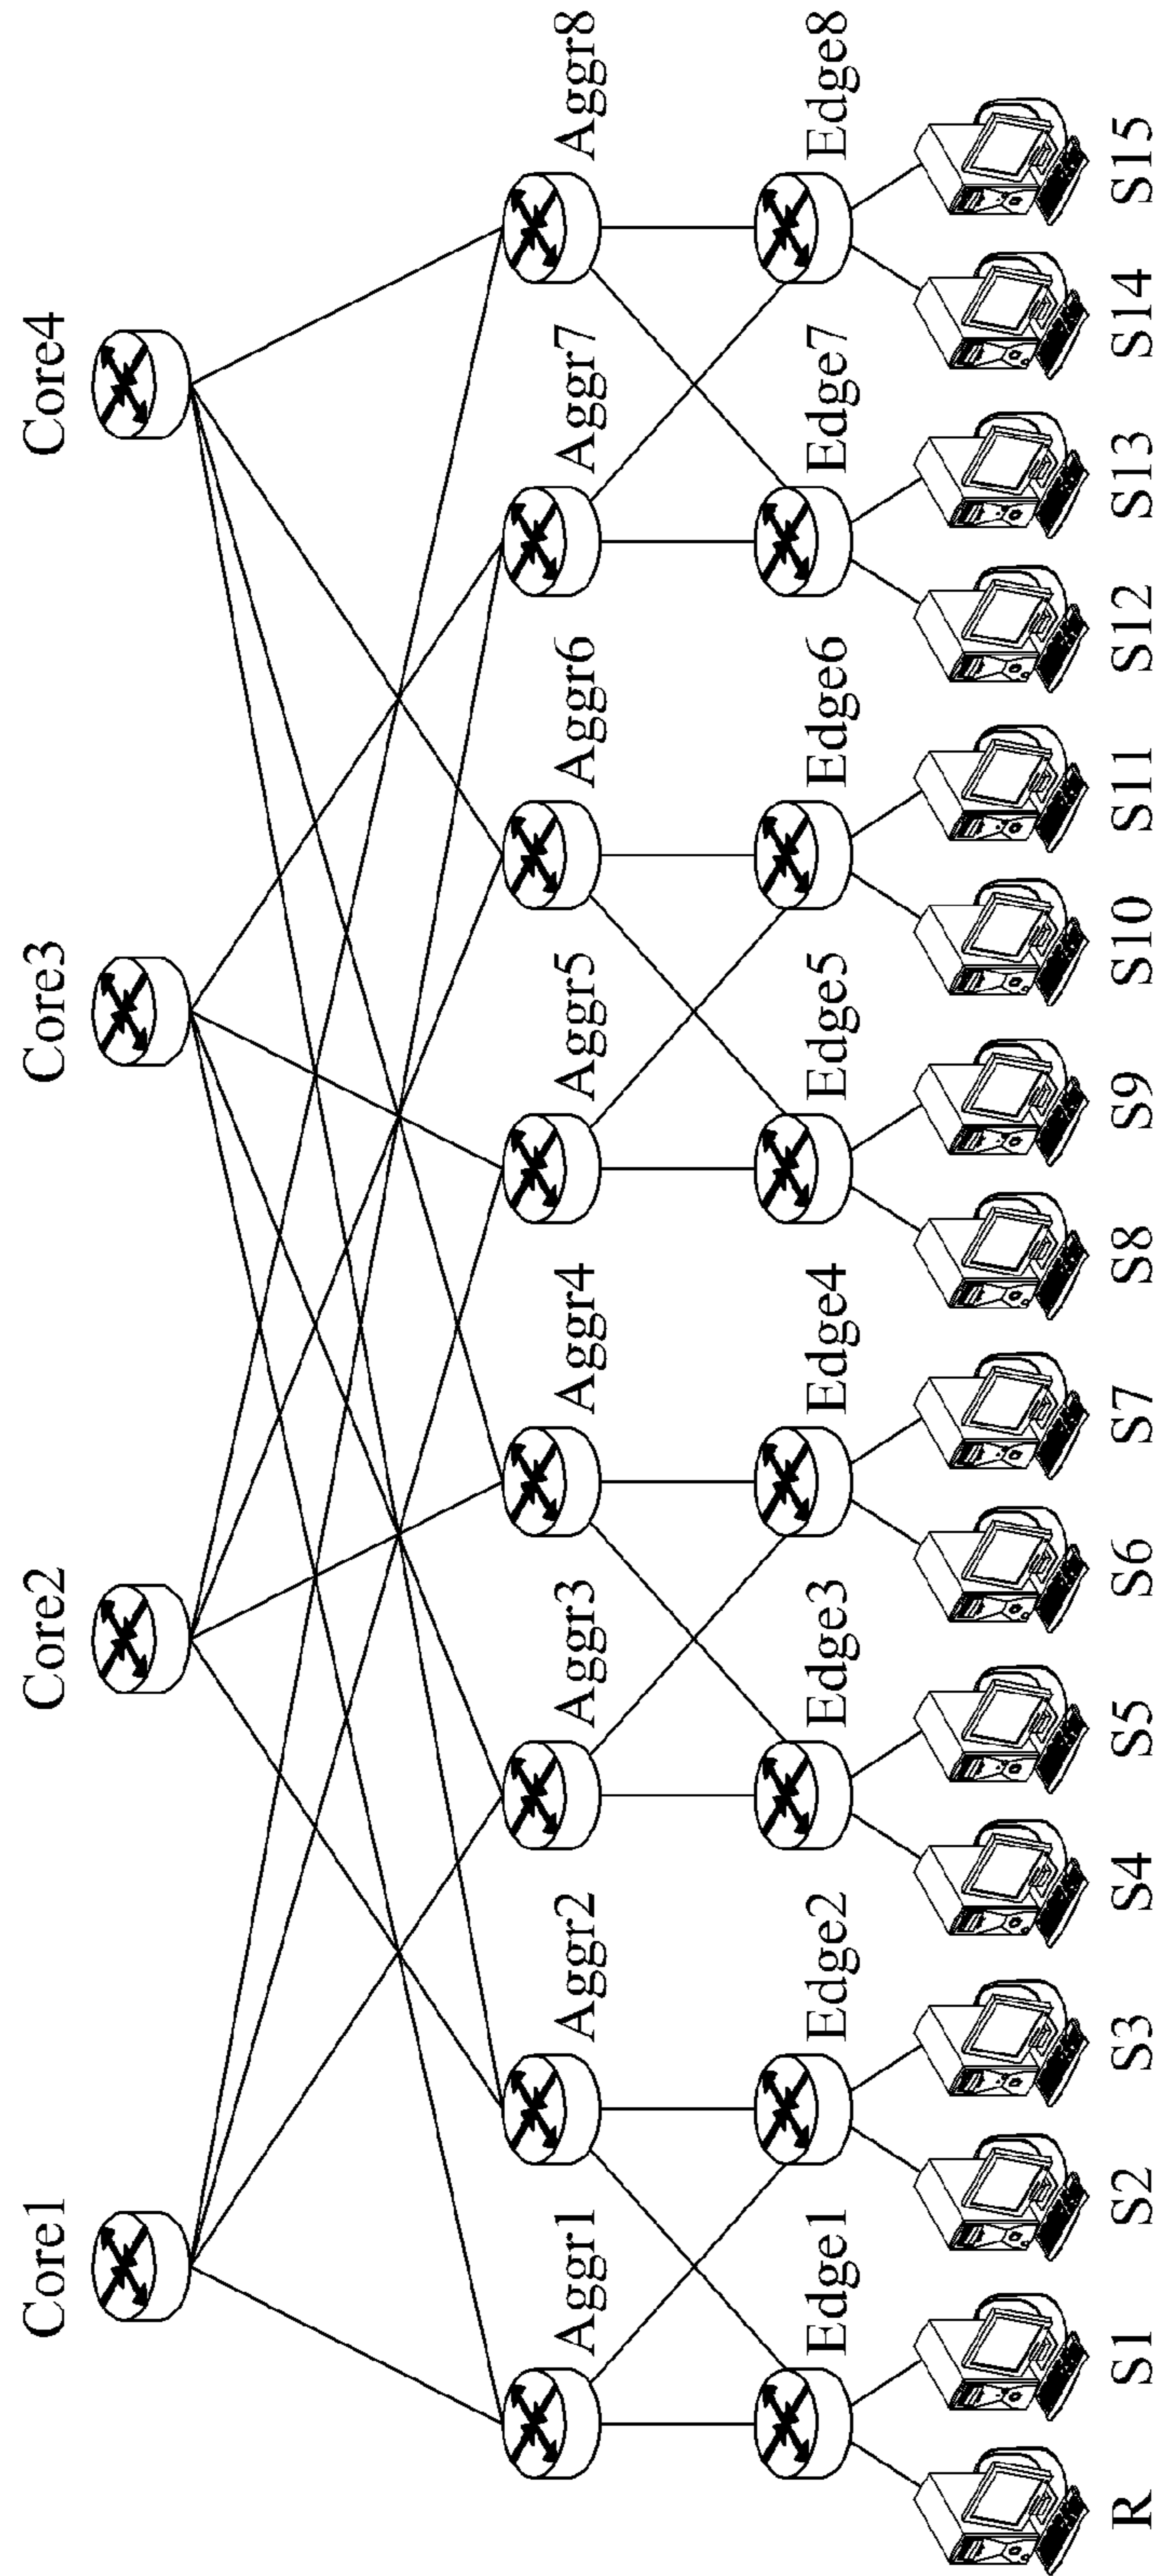 Core1
Core2
Core3
Core4
Aggr1
Aggr2
Aggr3
Aggr4
Aggr5
Aggr6
Aggr7
Aggr8
Edge1
Edge2
Edge3
Edge4
Edge5
Edge6
Edge7
Edge8
R
S1
S2
S3
S4
S5
S6
S7
S8
S9
S10
S11
S12
S13
S14
S15